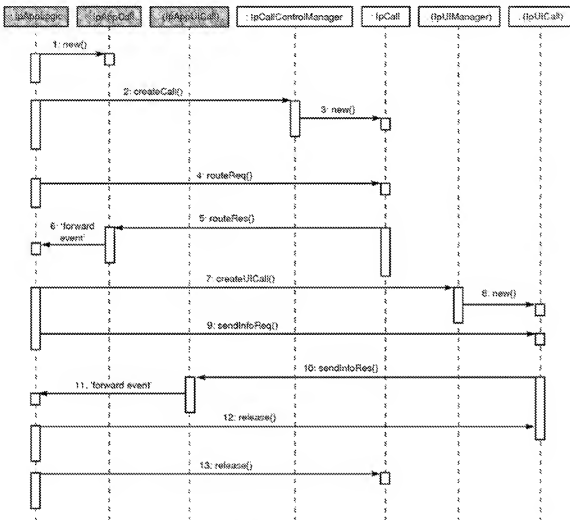 : IpAppLogic
: IpAppCall
(IpAppUICall)
: IpCallControlManager
: IpCall
(IpUIManager)
. (IpUICall)
1: new()
2: createCall()
3: new()
4: routeReq()
5: routeRes()
6: 'forward
event'
7: createUICall()
8: new()
9: sendInfoReq()
10: sendInfoRes()
11. 'forward event'
12: release()
13: release()